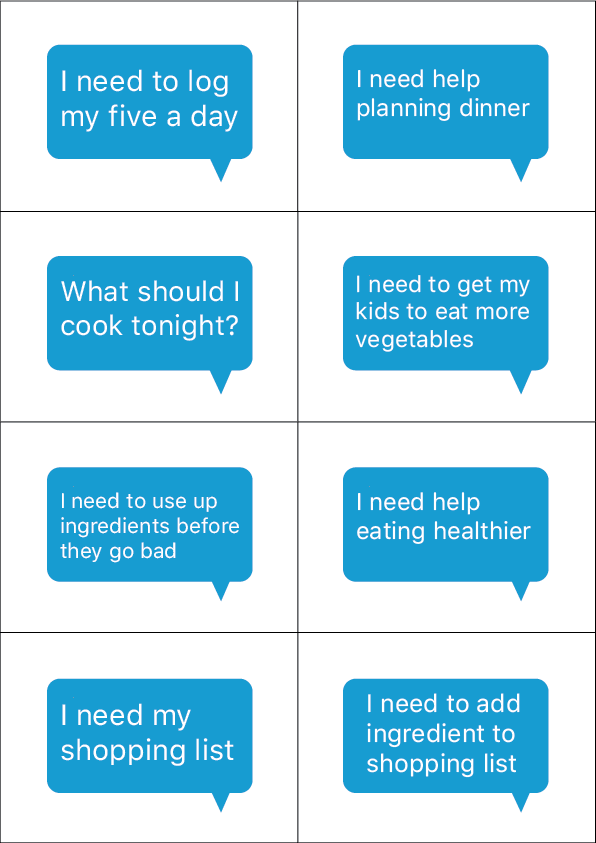 I need to log
my five a day
I need help
planning dinner
What should I
cook tonight?
I need to get my
kids to eat more
vegetables
I need to use up
ingredients before
they go bad
I need help
eating healthier
I need my
shopping list
I need to add
ingredient to
shopping list